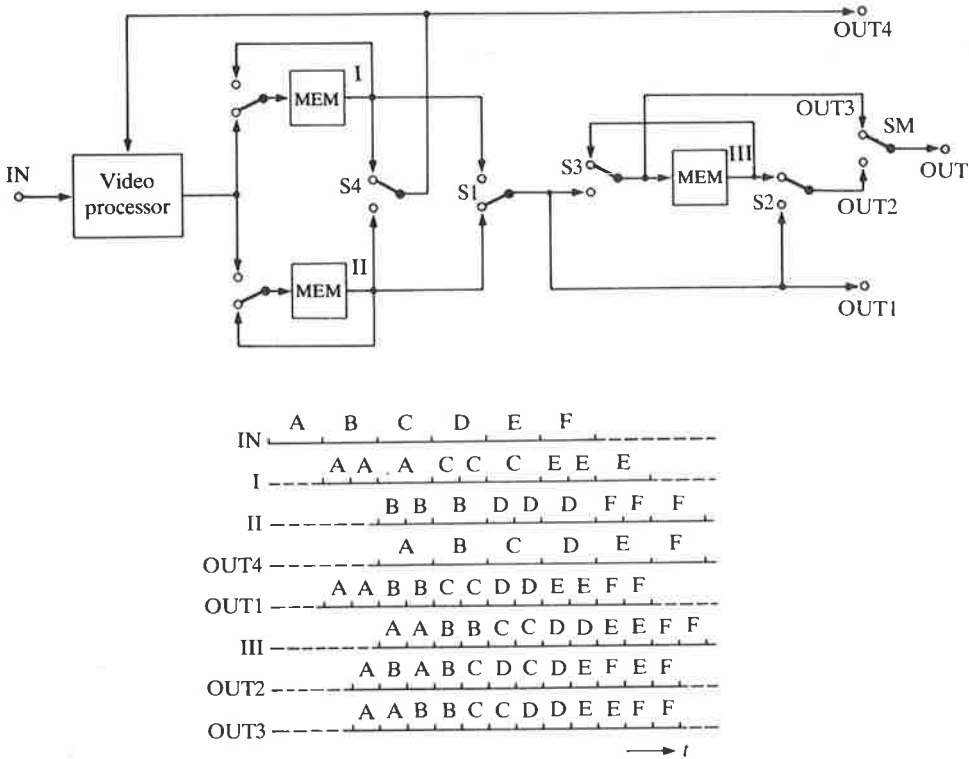 OUT4
I
MEM
OUT3
SM
IN
Video
processor
S4
S1
S3
III
MEM
OUT
S2
OUT2
II
MEM
OUT1
A B C D E F
IN
A A A C C C E E E
I
B B B D D D F F F
II
A B C D E F
OUT4
A A B B C C D D E E F F
OUT1
A A B B C C D D E E F F
III
A B A B C D C D E F E F
OUT2
A A B B C C D D E E F F
OUT3
t